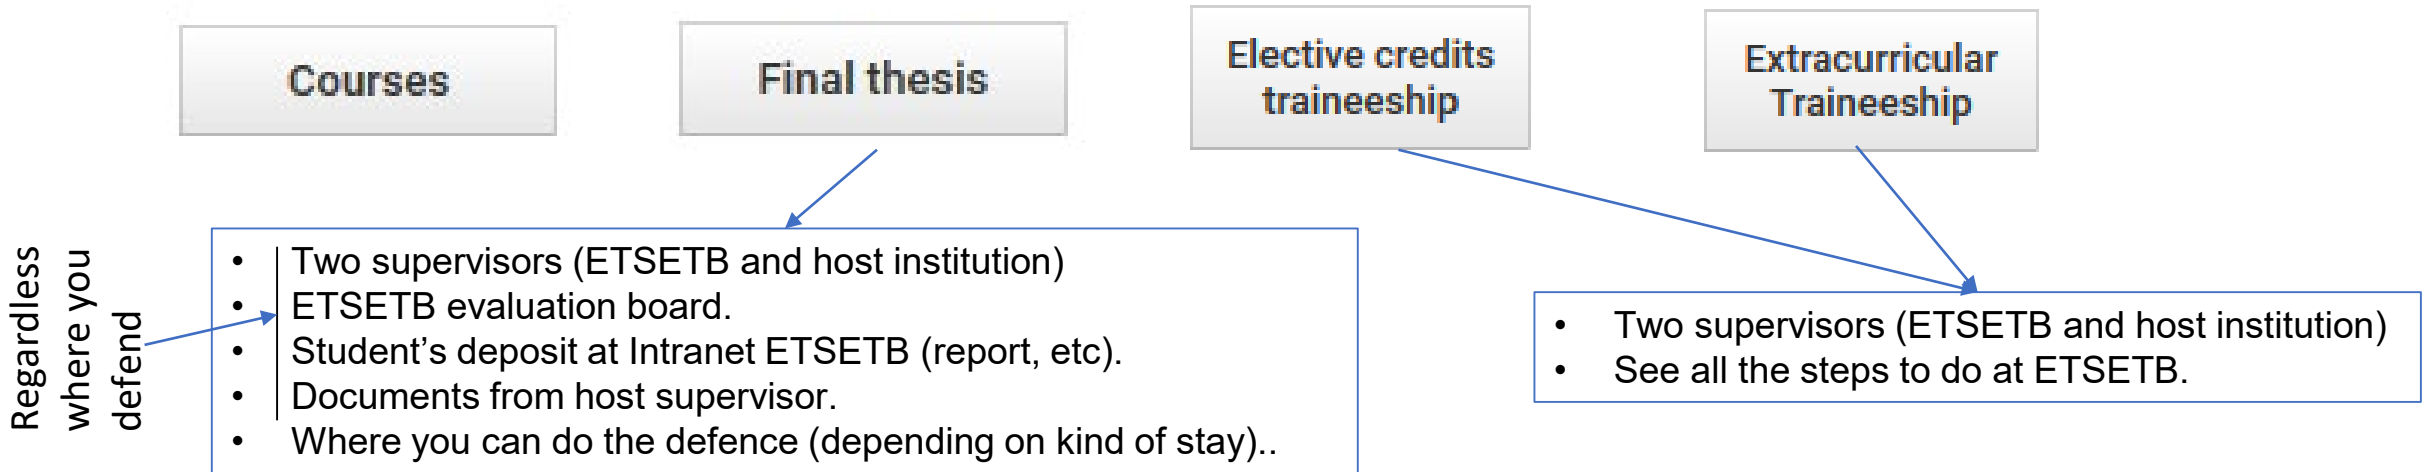 Courses
Final thesis
Elective credits
traineeship
Extracurricular
Traineeship
Regardless
where you
defend
• Two supervisors (ETSETB and host institution)
• ETSETB evaluation board.
• Student’s deposit at Intranet ETSETB (report, etc).
• Documents from host supervisor.
• Where you can do the defence (depending on kind of stay)..
• Two supervisors (ETSETB and host institution)
• See all the steps to do at ETSETB.